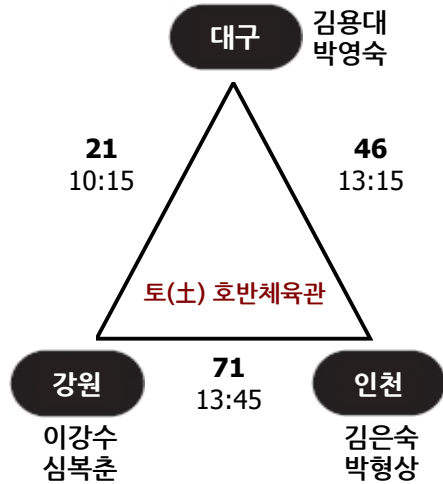 대구
김용대
박영숙
21
10:15
46
13:15
토(土) 호반체육관
71
13:45
강원
이강수
심복춘
인천
김은숙
박형상